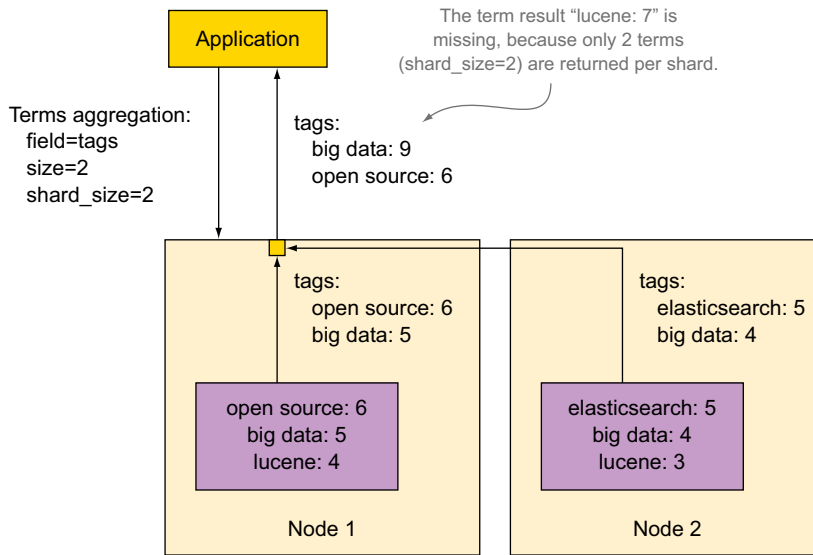 Application
The term result “lucene: 7” is
missing, because only 2 terms
(shard_size=2) are returned per shard.
Terms aggregation:
field=tags
size=2
shard_size=2
tags:
big data: 9
open source: 6
tags:
open source: 6
big data: 5
tags:
elasticsearch: 5
big data: 4
open source: 6
big data: 5
lucene: 4
elasticsearch: 5
big data: 4
lucene: 3
Node 1
Node 2